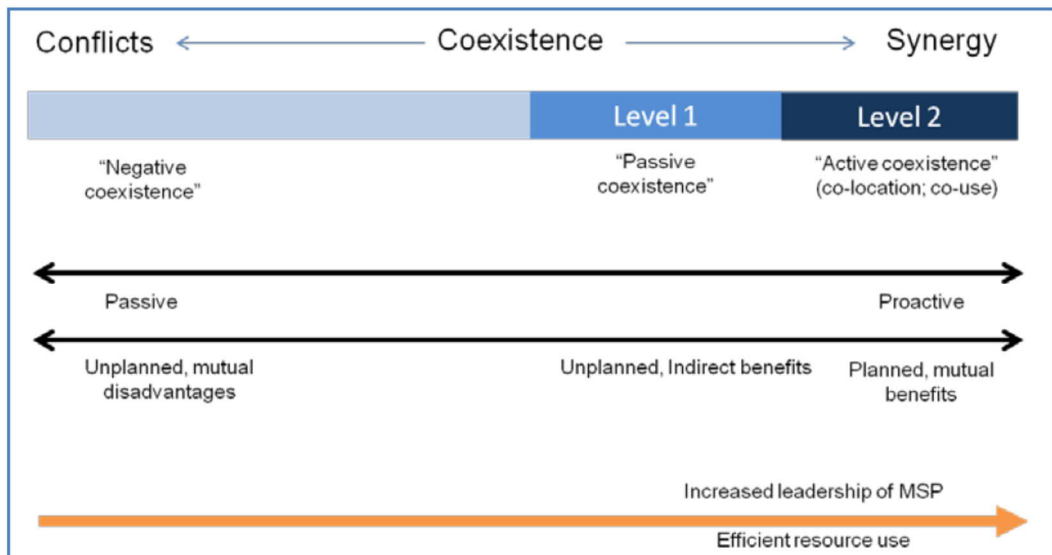 Conflicts
Coexistence
Synergy
Level 1
Level 2
“Negative
coexistence”
“Passive
coexistence”
“Active coexistence”
(co-location; co-use)
Passive
Proactive
Unplanned, mutual
disadvantages
Unplanned, Indirect benefits
Planned, mutual
benefits
Increased leadership of MSP
Efficient resource use